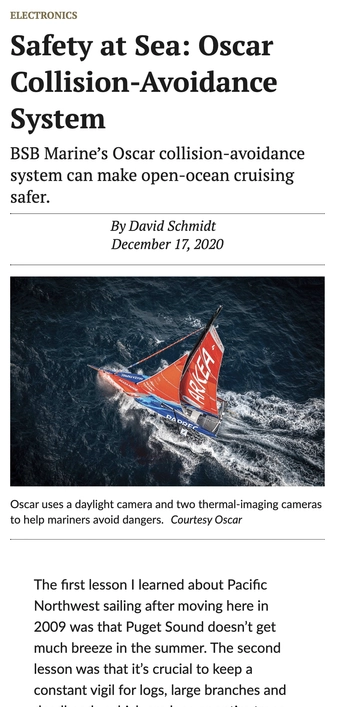 ELECTRONICS
Safety at Sea: Oscar
Collision-Avoidance
System
BSB Marine’s Oscar collision-avoidance
system can make open-ocean cruising
safer.
By David Schmidt
December 17, 2020
ARKEA
PAPREC
Oscar uses a daylight camera and two thermal-imaging cameras
to help mariners avoid dangers. Courtesy Oscar
The first lesson I learned about Pacific
Northwest sailing after moving here in
2009 was that Puget Sound doesn’t get
much breeze in the summer. The second
lesson was that it’s crucial to keep a
constant vigil for logs, large branches and